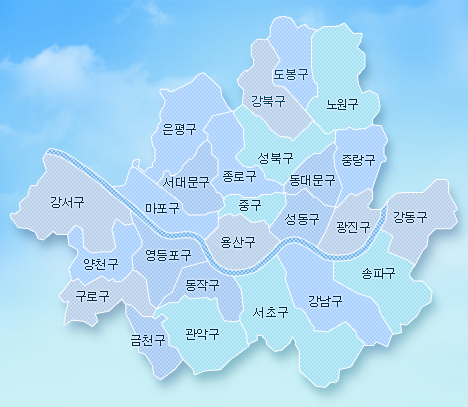 도봉구
강북구
노원구
은평구
성북구
중랑구
서대문구
종로구
동대문구
강서구
마포구
중구
성동구
광진구
강동구
용산구
양천구
영등포구
송파구
구로구
동작구
강남구
금천구
관악구
서초구